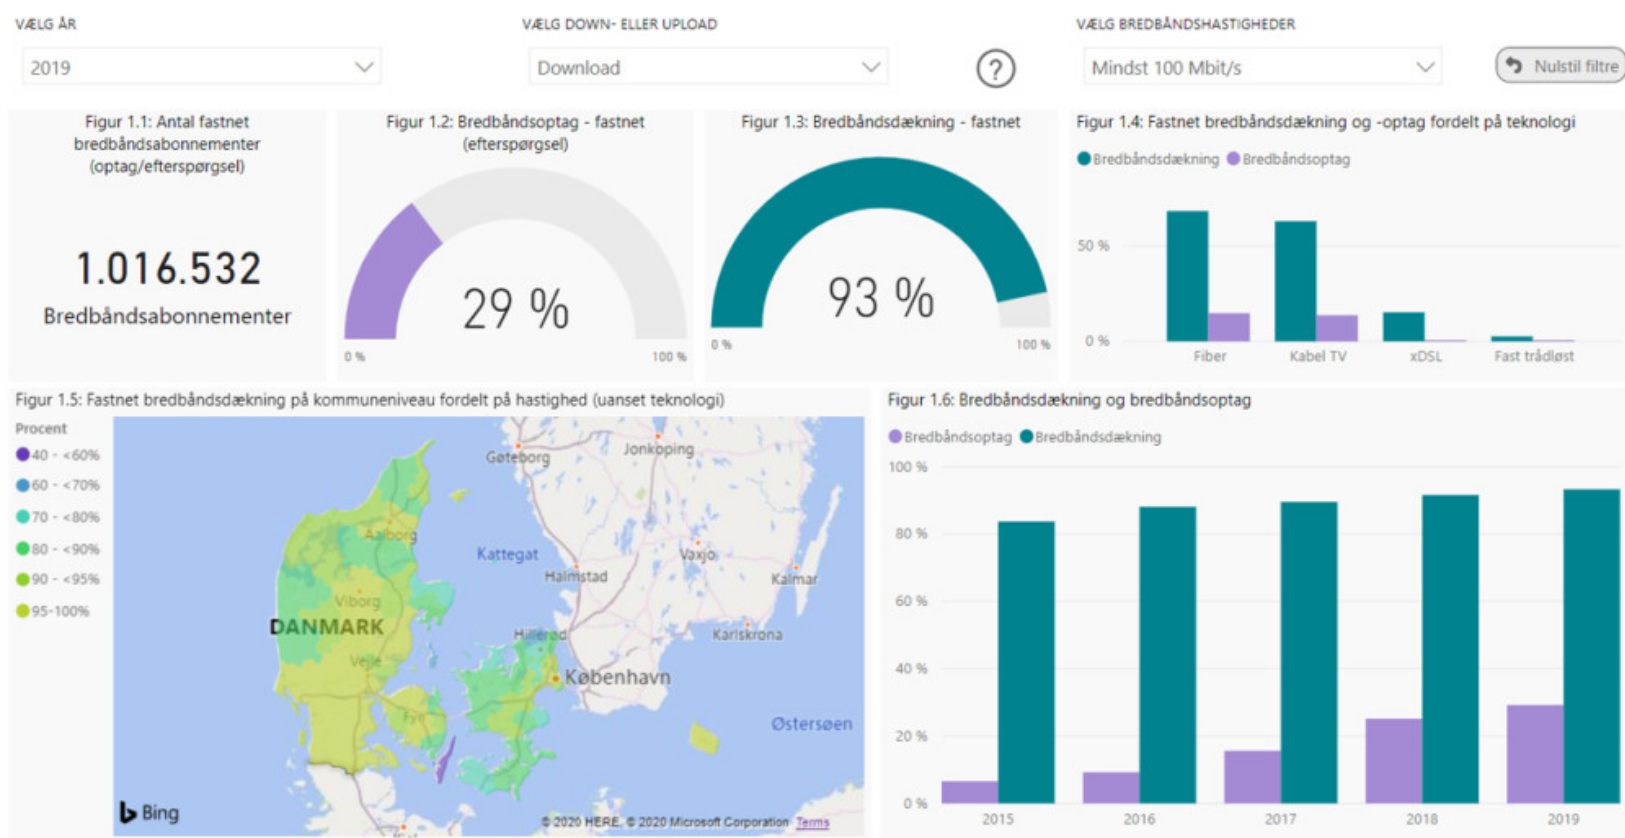 VÆLG ÅR
VÆLG DOWN- ELLER UPLOAD
VÆLG BREDBÅNDSHASTIGHEDER
2019
Download
?
Mindst 100 Mbit/s
Nulstil filtre
Figur 1.1: Antal fastnet
bredbåndsabonnementer
(optag/efterspørgsel)
1.016.532
Bredbåndsabonnementer
Figur 1.2: Bredbåndsoptag - fastnet
(efterspørgsel)
29 %
0 %
100 %
Figur 1.3: Bredbåndsdækning - fastnet
93 %
0 %
100 %
Figur 1.4: Fastnet bredbåndsdækning og -optag fordelt på teknologi
Bredbåndsdækning
Bredbåndsoptag
50 %
0 %
Fiber
Kabel TV
xDSL
Fast trådløst
Figur 1.5: Fastnet bredbåndsdækning på kommuneniveau fordelt på hastighed (uanset teknologi)
Procent
40 - <60%
60 - <70%
70 - <80%
80 - <90%
90 - <95%
95-100%
Gøteborg
Jonkoping
Aalborg
Kattegat
Vaxjo
Halmstad
Kalmar
Viborg
DANMARK
Hillerød
Karlskrona
Vejle
København
Fyn
Østersøen
Bing
© 2020 HERE, © 2020 Microsoft Corporation Terms
Figur 1.6: Bredbåndsdækning og bredbåndsoptag
Bredbåndsoptag
Bredbåndsdækning
100 %
80 %
60 %
40 %
20 %
0 %
2015
2016
2017
2018
2019